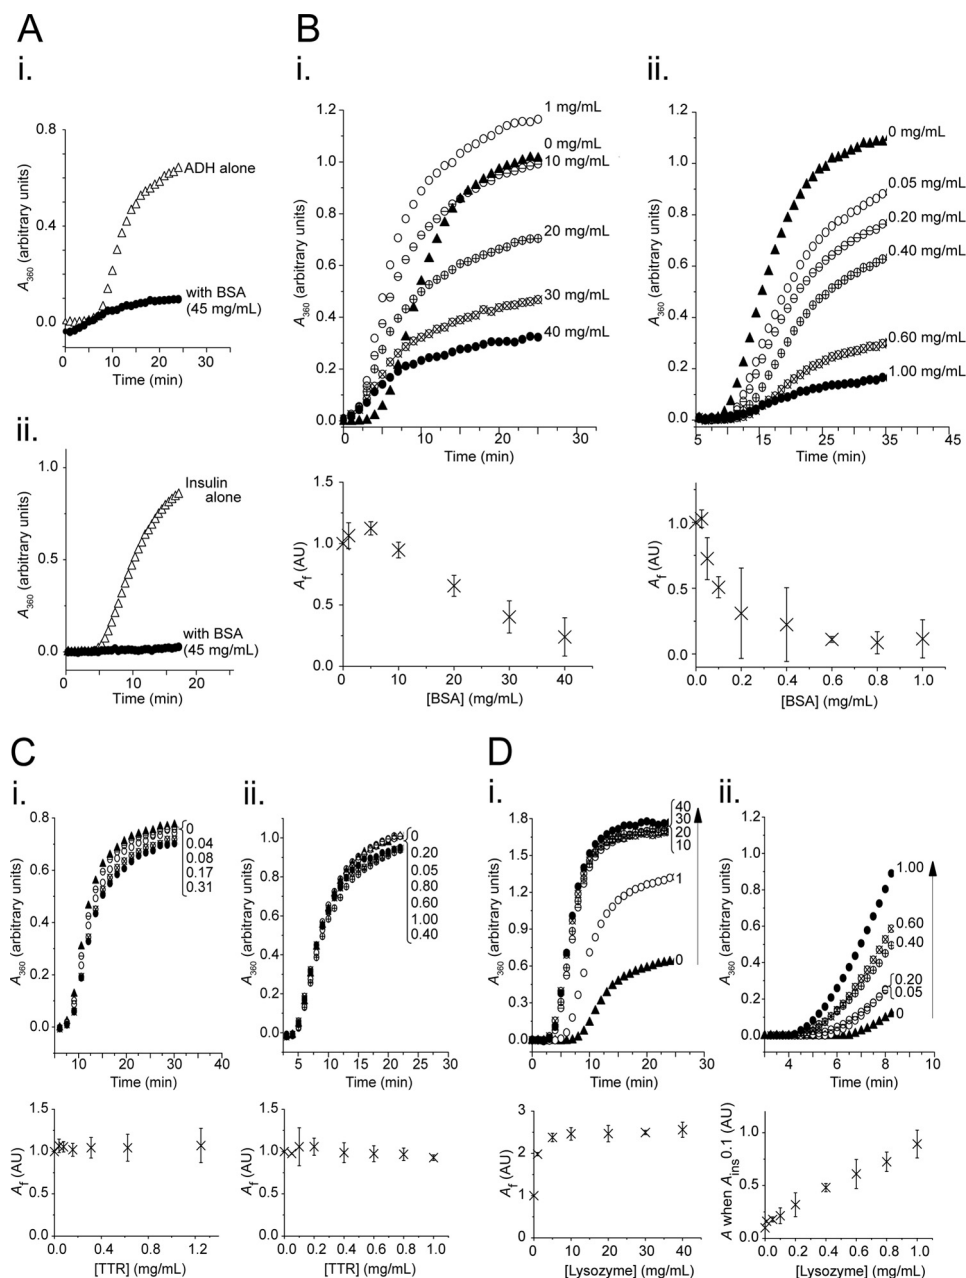 A
i.
0.8
0.4
0.0
A360 (arbitrary units)
ADH alone
with BSA
(45 mg/mL)
0 10 20 30
Time (min)
ii.
1.0
0.5
0.0
A360 (arbitrary units)
Insulin
alone
with BSA
(45 mg/mL)
0 10 20
Time (min)
B
i.
1.2
1.0
0.8
0.6
0.4
0.2
0.0
A360 (arbitrary units)
1 mg/mL
0 mg/mL
10 mg/mL
20 mg/mL
30 mg/mL
40 mg/mL
0 10 20 30
Time (min)
1.5
1.0
0.5
0.0
Af (AU)
0 10 20 30 40
[BSA] (mg/mL)
ii.
1.2
1.0
0.8
0.6
0.4
0.2
0.0
A360 (arbitrary units)
0 mg/mL
0.05 mg/mL
0.20 mg/mL
0.40 mg/mL
0.60 mg/mL
1.00 mg/mL
5 15 25 35 45
Time (min)
1.0
0.5
0.0
Af (AU)
0.0 0.2 0.4 0.6 0.8 1.0
[BSA] (mg/mL)
C
i.
0.8
0.6
0.4
0.2
0.0
A360 (arbitrary units)
0
0.04
0.08
0.17
0.31
10 20 30 40
Time (min)
1.5
1.0
0.5
0.0
Af (AU)
0.0 0.4 0.8 1.2
[TTR] (mg/mL)
ii.
1.0
0.8
0.6
0.4
0.2
0.0
A360 (arbitrary units)
0
0.20
0.05
0.80
0.60
1.00
0.40
5 10 15 20 25 30
Time (min)
1.5
1.0
0.5
0.0
Af (AU)
0.0 0.2 0.4 0.6 0.8 1.0
[TTR] (mg/mL)
D
i.
1.8
1.5
1.2
0.9
0.6
0.3
0.0
A360 (arbitrary units)
40
30
20
10
1
0
0 10 20 30
Time (min)
3
2
1
0
Af (AU)
0 10 20 30 40
[Lysozyme] (mg/mL)
ii.
1.2
1.0
0.8
0.6
0.4
0.2
0.0
A360 (arbitrary units)
1.00
0.60
0.40
0.20
0.05
0
4 6 8 10
Time (min)
1.0
0.5
0.0
A when Ains0.1 (AU)
0.0 0.2 0.4 0.6 0.8 1.0
[Lysozyme] (mg/mL)